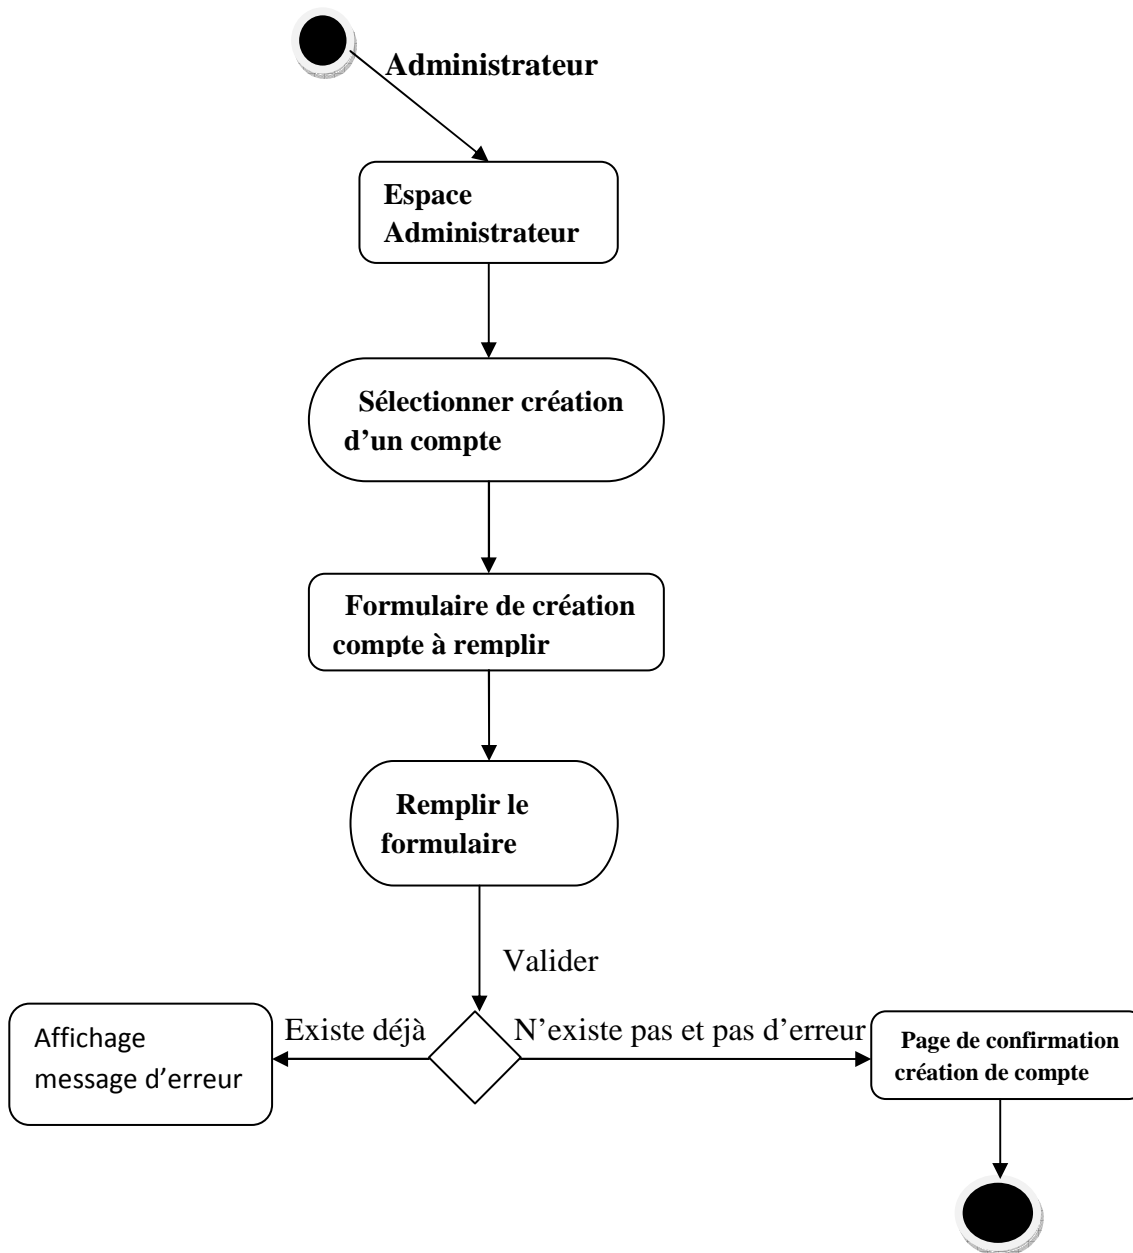 Administrateur
Espace
Administrateur
Sélectionner création
d’un compte
Formulaire de création
compte à remplir
Remplir le
formulaire
Valider
Existe déjà
N’existe pas et pas d’erreur
Affichage
message d’erreur
Page de confirmation
création de compte